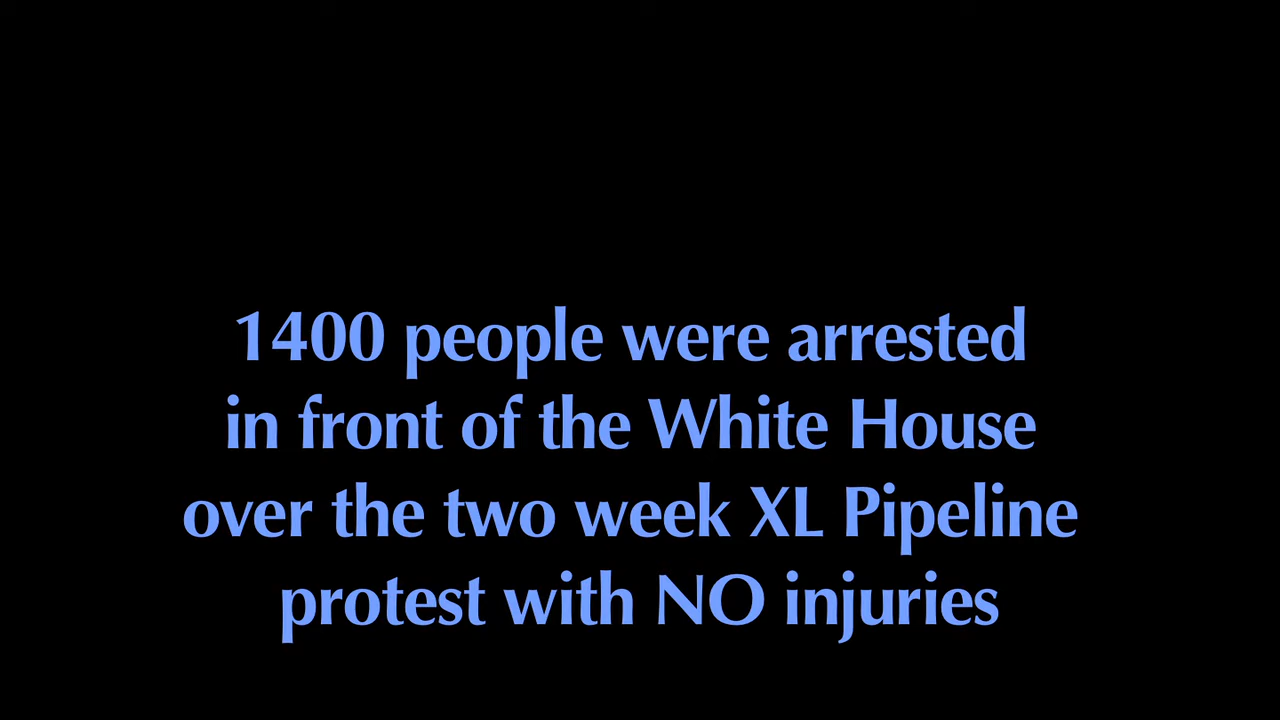 1400 people were arrested
in front of the White House
over the two week XL Pipeline
protest with NO injuries